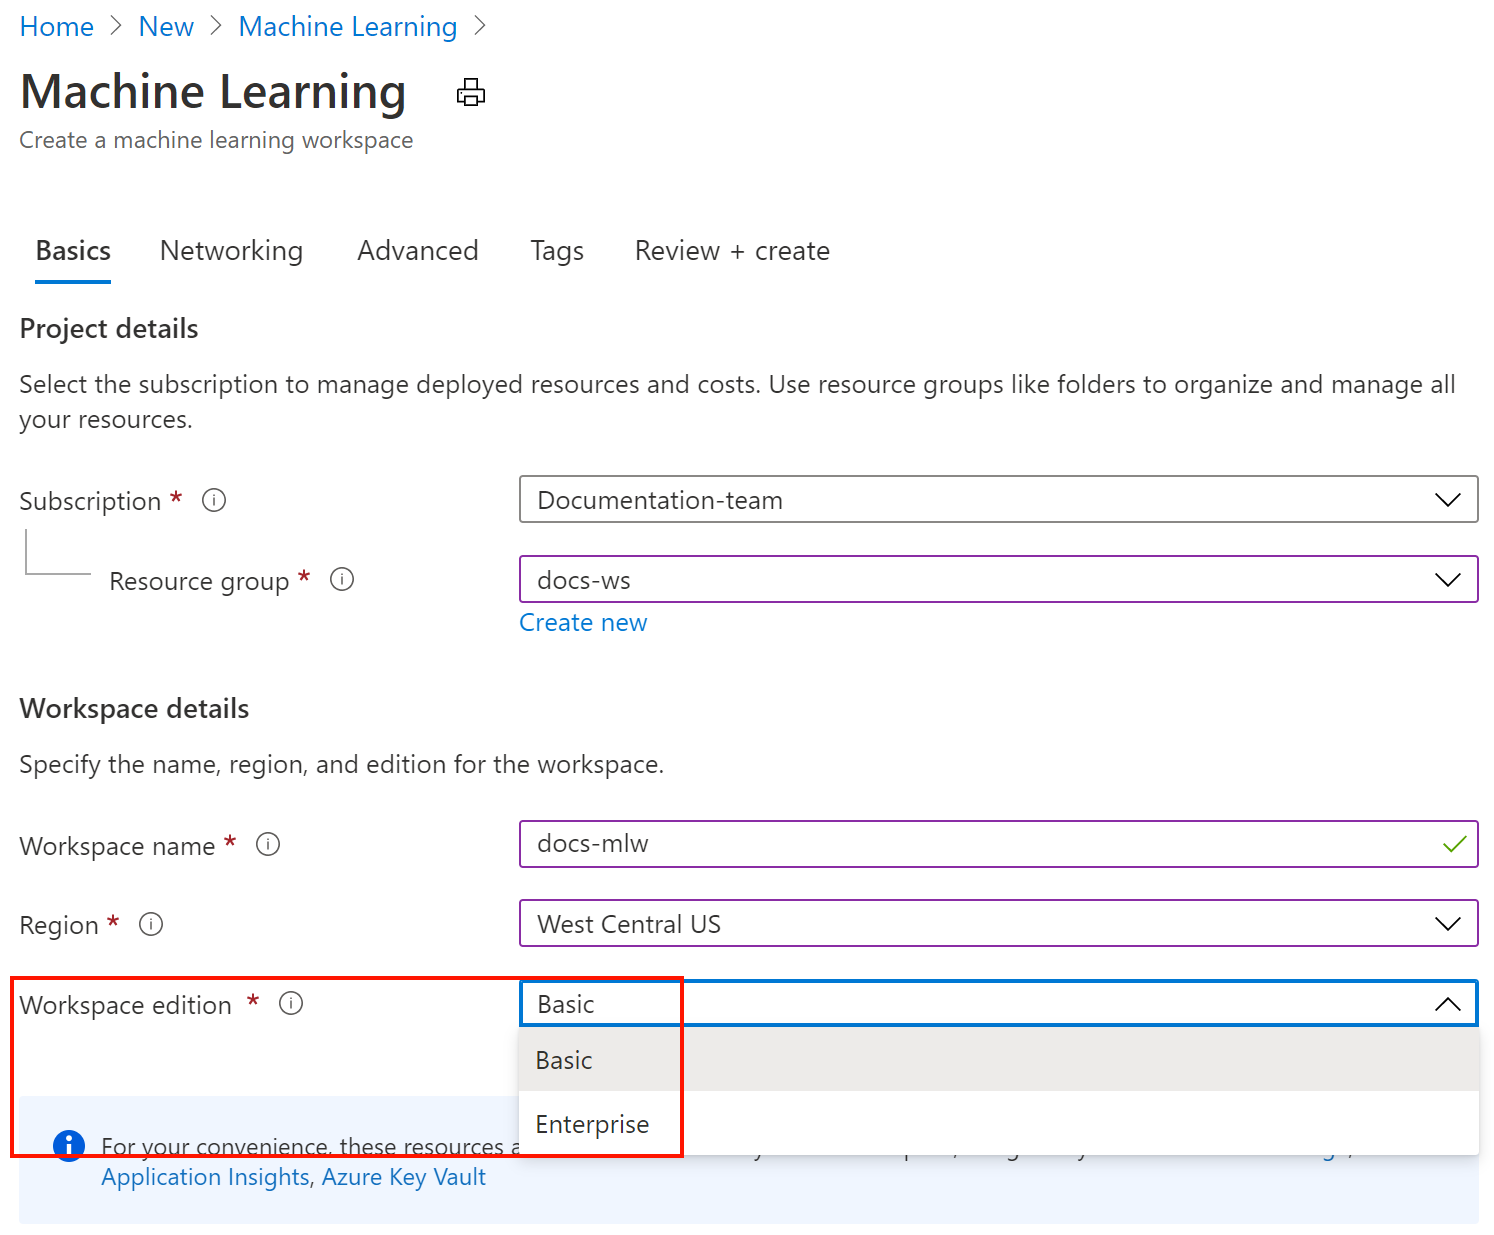 Home > New > Machine Learning >
Machine Learning
Create a machine learning workspace
Basics Networking Advanced Tags Review + create
Project details
Select the subscription to manage deployed resources and costs. Use resource groups like folders to organize and manage all
your resources.
Subscription * Documentation-team
Resource group * docs-ws
Create new
Workspace details
Specify the name, region, and edition for the workspace.
Workspace name * docs-mlw
Region * West Central US
Workspace edition * Basic
Basic
Enterprise
For your convenience, these resources
Application Insights, Azure Key Vault